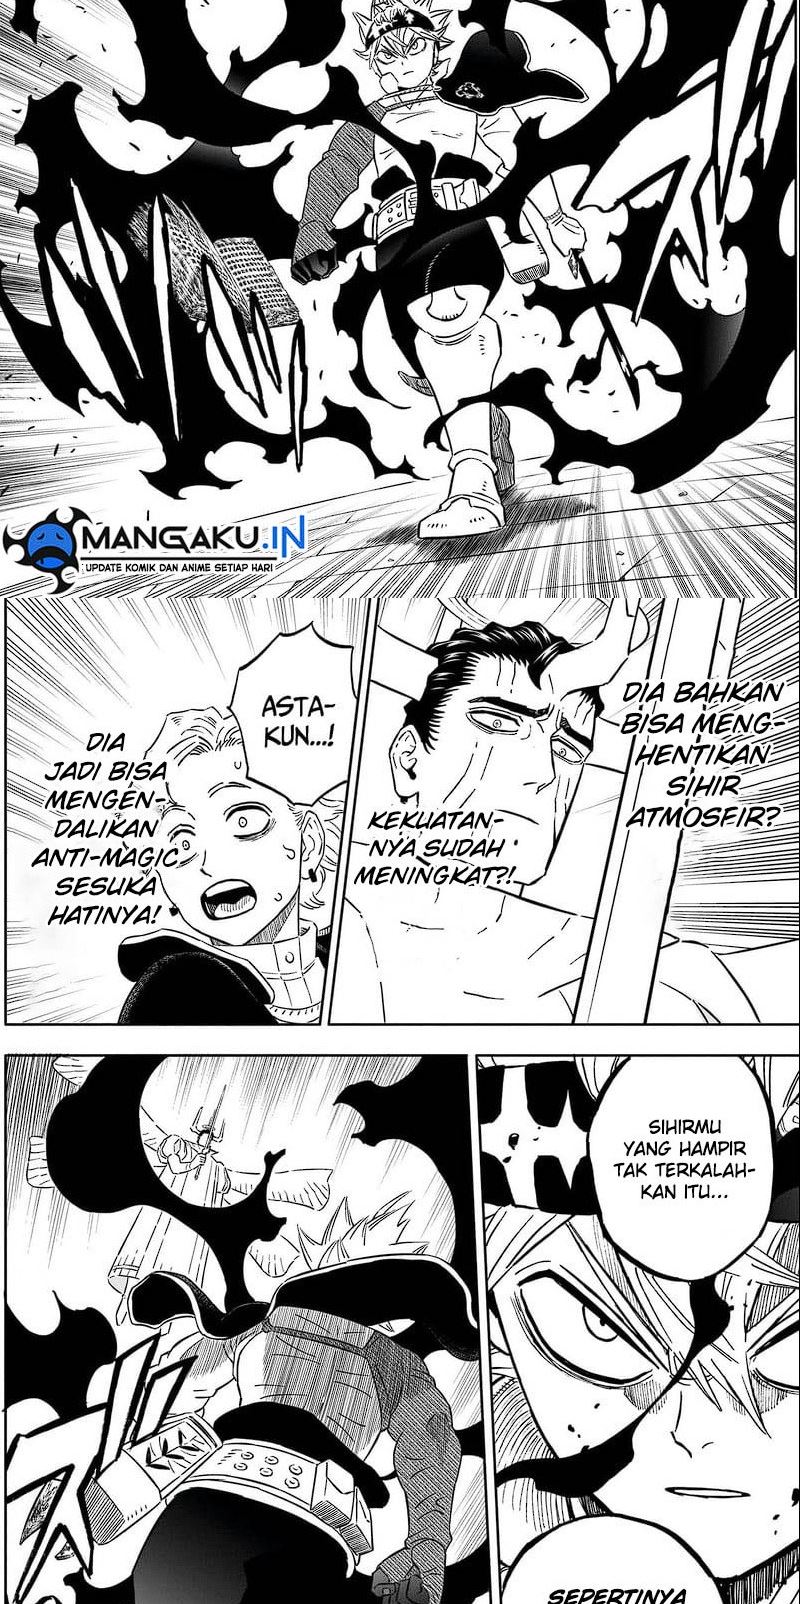 MANGAKU.IN
UPDATE KOMIK DAN ANIME SETIAP HARI
DIA BAHKAN
BISA MENG-
HENTIKAN
SIHIR
ATMOSFIR?
KEKUATAN-
NYA SUDAH
MENINGKAT?!
ASTA-
KUN...!
DIA
JADI BISA
MENGEN-
DALIKAN
ANTI-MAGIC
SESUKA
HATINYA!
SIHIRMU
YANG HAMPIR
TAK TERKALAH-
KAN ITU...
SEPERTINYA